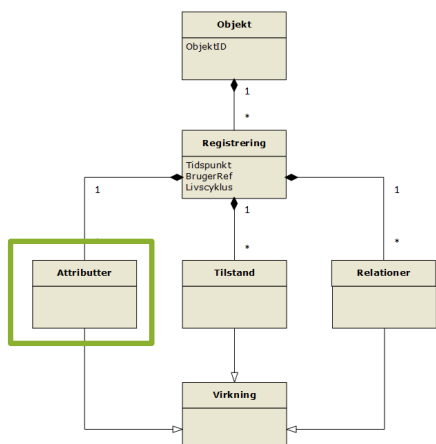 Objekt
ObjektID
1
*
Registrering
Tidspunkt
BrugerRef
Livscyklus
1
1
1
*
*
Attributter
Tilstand
Relationer
Virkning